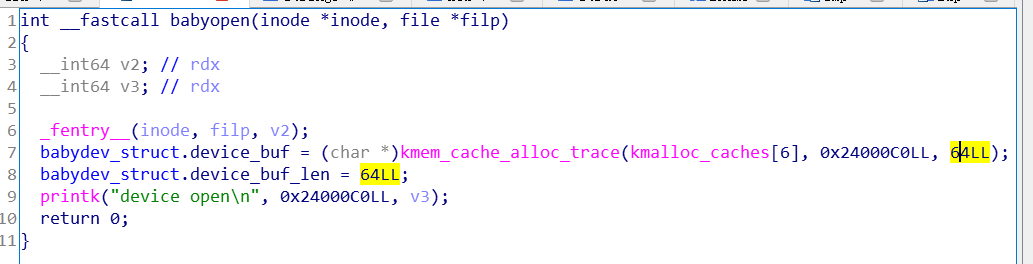 1 int __fastcall babyopen(inode *inode, file *filp)
2 {
3 __int64 v2; // rdx
4 __int64 v3; // rdx
5
6 _fentry__(inode, filp, v2);
7 babydev_struct.device_buf = (char *)kmem_cache_alloc_trace(kmalloc_caches[6], 0x24000C0LL, 64LL);
8 babydev_struct.device_buf_len = 64LL;
9 printk("device open\n", 0x24000C0LL, v3);
10 return 0;
11 }